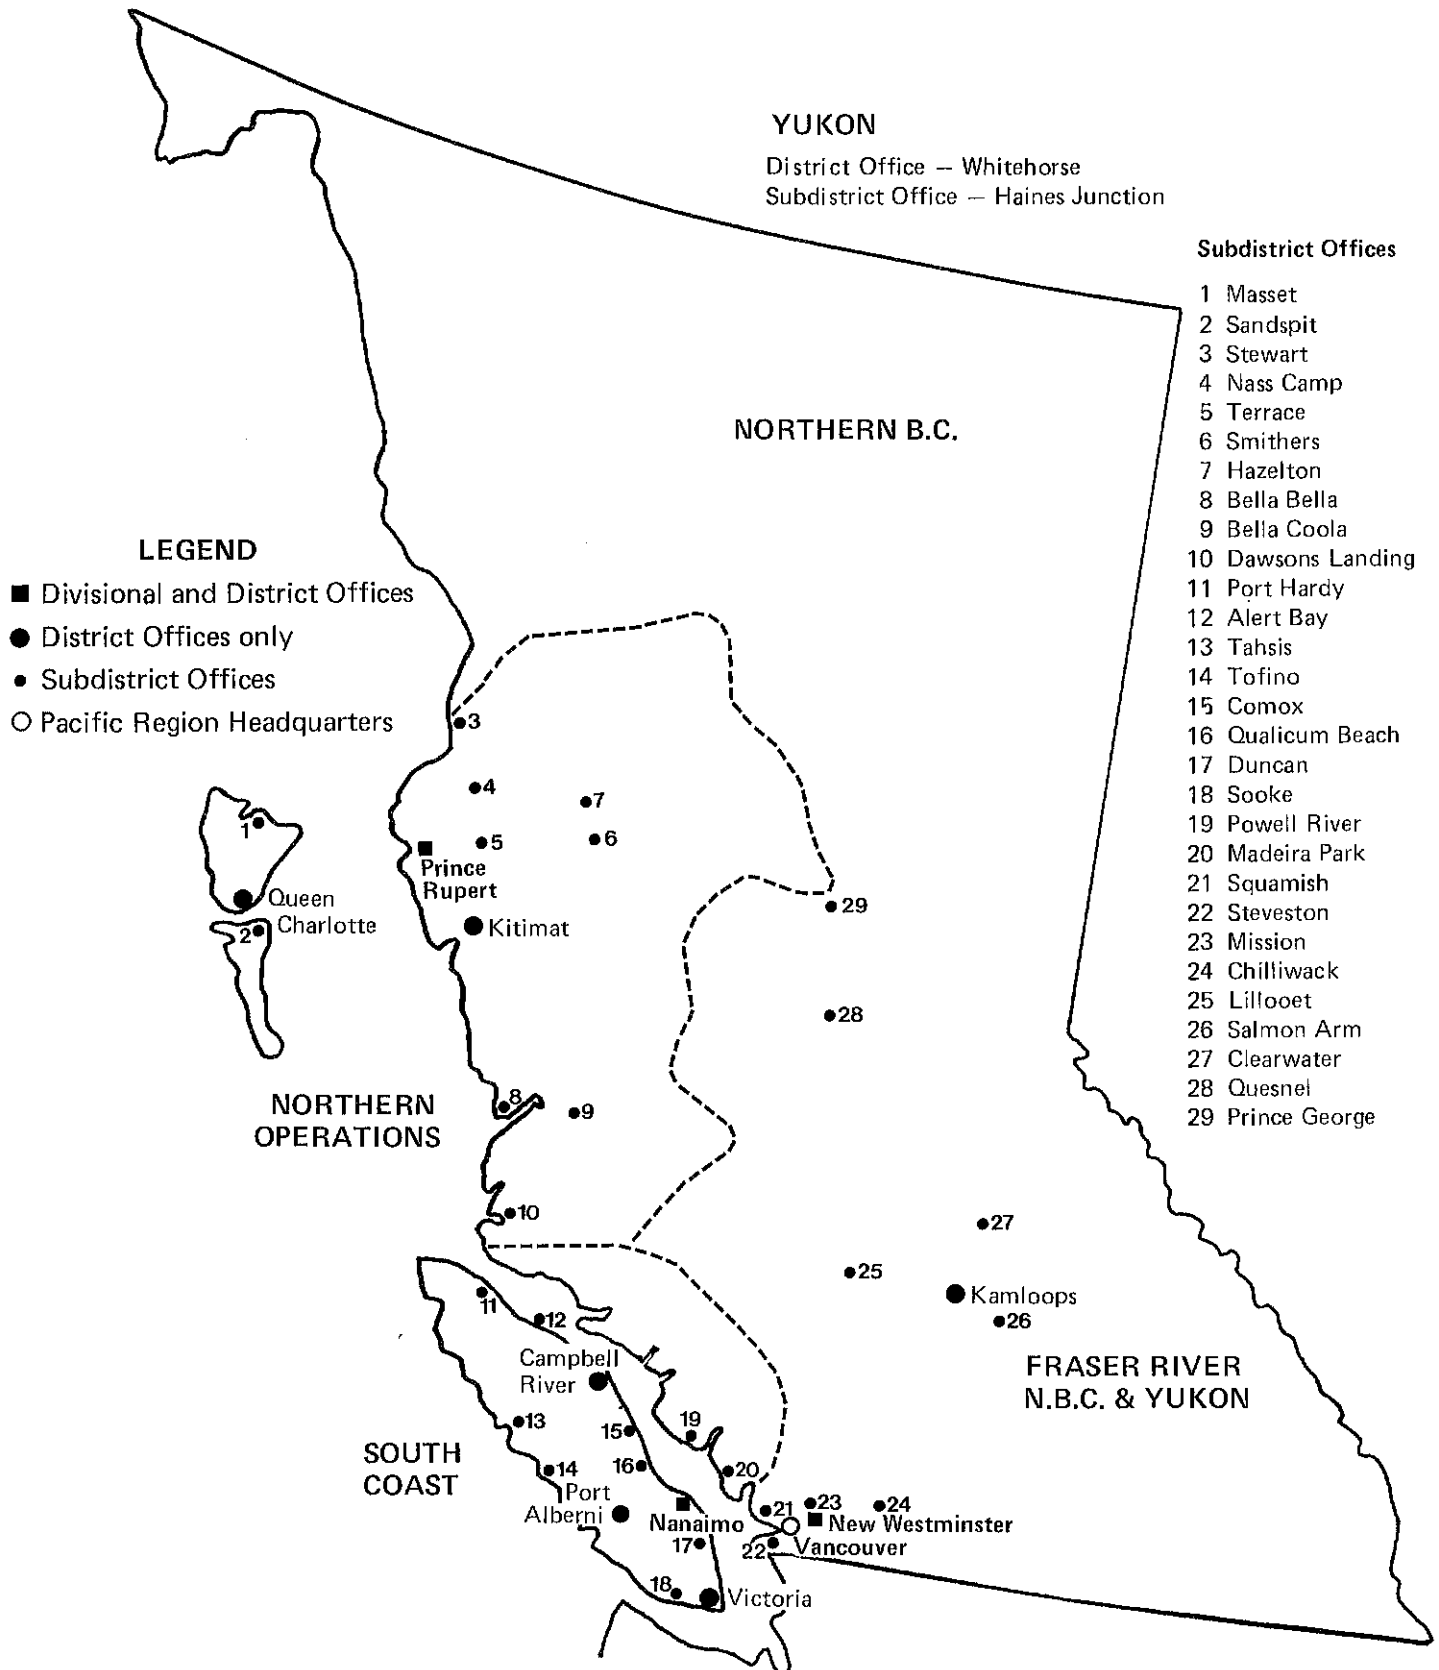 YUKON
District Office — Whitehorse
Subdistrict Office — Haines Junction
Subdistrict Offices
1 Masset
2 Sandspit
3 Stewart
4 Nass Camp
5 Terrace
6 Smithers
7 Hazelton
8 Bella Bella
9 Bella Coola
10 Dawsons Landing
11 Port Hardy
12 Alert Bay
13 Tahsis
14 Tofino
15 Comox
16 Qualicum Beach
17 Duncan
18 Sooke
19 Powell River
20 Madeira Park
21 Squamish
22 Steveston
23 Mission
24 Chilliwack
25 Lillooet
26 Salmon Arm
27 Clearwater
28 Quesnel
29 Prince George
NORTHERN B.C.
LEGEND
Divisional and District Offices
District Offices only
Subdistrict Offices
Pacific Region Headquarters
3
4
7
1
5
6
Prince
Rupert
Queen
Charlotte
2
Kitimat
29
28
8
9
NORTHERN
OPERATIONS
10
27
25
11
12
Kamloops
26
Campbell
River
FRASER RIVER
N.B.C. & YUKON
13
15
19
SOUTH
COAST
14
16
20
Port
Alberni
Nanaimo
21
23
24
New Westminster
Vancouver
17
22
18
Victoria